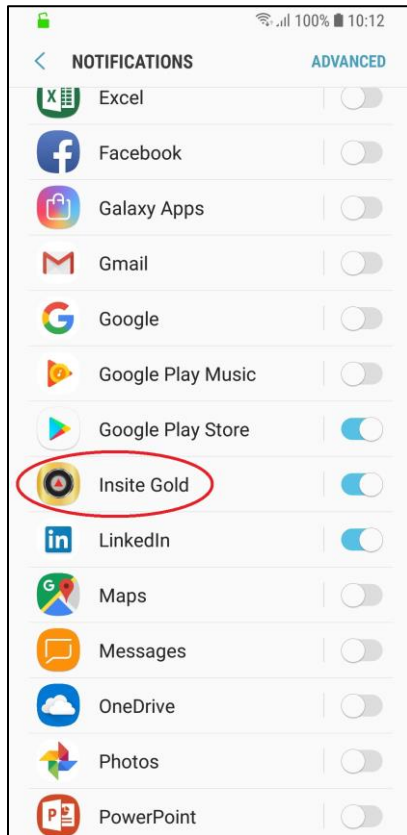 100% 10:12
NOTIFICATIONS ADVANCED
Excel
Facebook
Galaxy Apps
Gmail
Google
Google Play Music
Google Play Store
Insite Gold
LinkedIn
Maps
Messages
OneDrive
Photos
PowerPoint